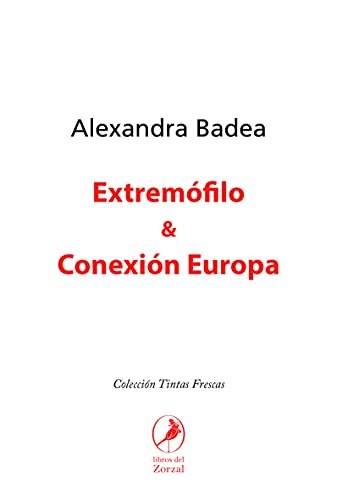 Alexandra Badea
Extremófilo
&
Conexión Europa
Colección Tintas Frescas
libros del
Zorzal